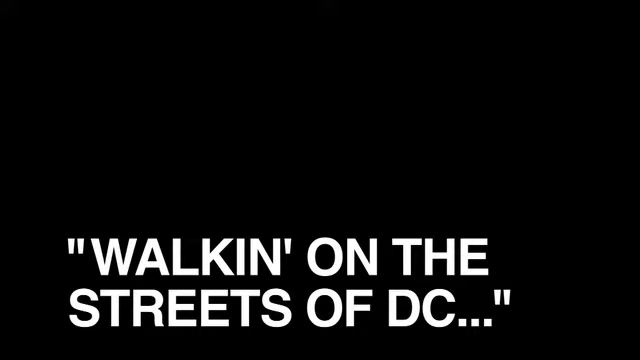 "WALKIN' ON THE
STREETS OF DC..."